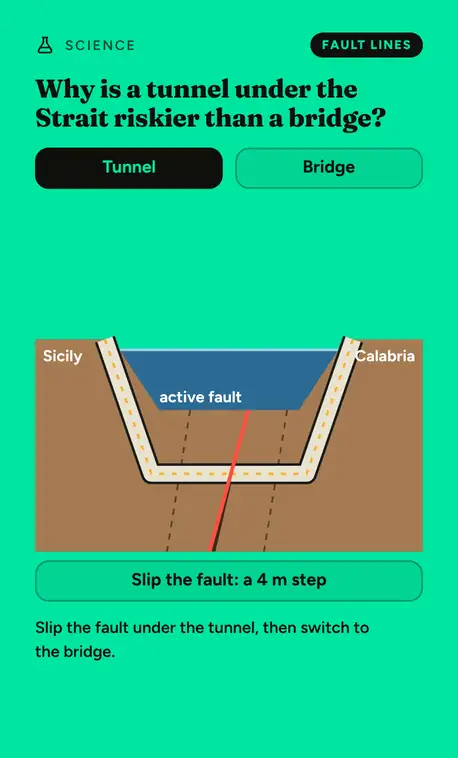 SCIENCE
FAULT LINES
Why is a tunnel under the
Strait riskier than a bridge?
Tunnel
Bridge
Sicily
Calabria
active fault
Slip the fault: a 4 m step
Slip the fault under the tunnel, then switch to
the bridge.